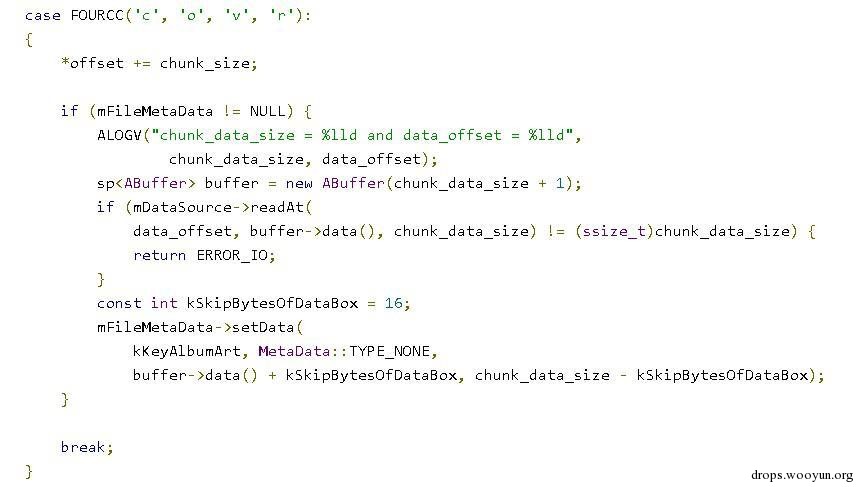 case FOURCC('c', 'o', 'v', 'r'):
{
*offset += chunk_size;
if (mFileMetaData != NULL) {
ALOGV("chunk_data_size = %lld and data_offset = %lld",
chunk_data_size, data_offset);
sp<ABuffer> buffer = new ABuffer(chunk_data_size + 1);
if (mDataSource->readAt(
data_offset, buffer->data(), chunk_data_size) != (ssize_t)chunk_data_size) {
return ERROR_IO;
}
const int kSkipBytesOfDataBox = 16;
mFileMetaData->setData(
kKeyAlbumArt, MetaData::TYPE_NONE,
buffer->data() + kSkipBytesOfDataBox, chunk_data_size - kSkipBytesOfDataBox);
}
break;
}
drops.wooyun.org